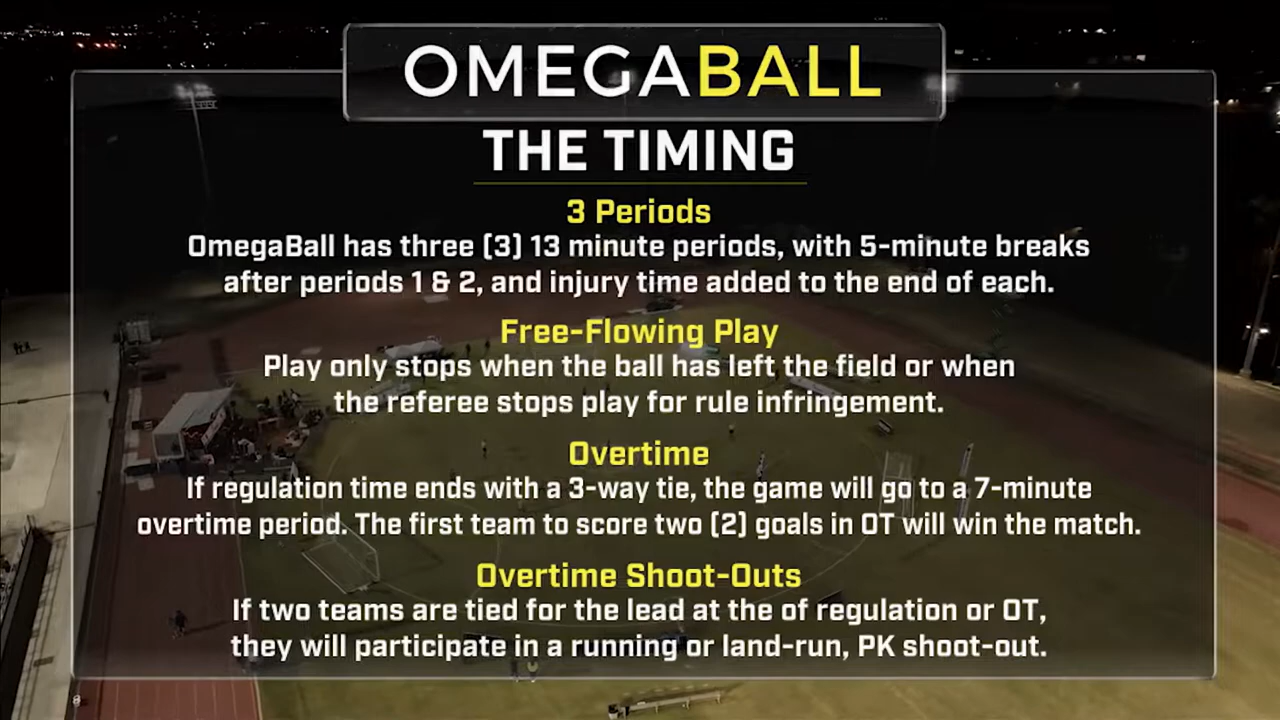 OMEGABALL
THE TIMING
3 Periods
OmegaBall has three (3) 13 minute periods, with 5-minute breaks
after periods 1 & 2, and injury time added to the end of each.
Free-Flowing Play
Play only stops when the ball has left the field or when
the referee stops play for rule infringement.
Overtime
If regulation time ends with a 3-way tie, the game will go to a 7-minute
overtime period. The first team to score two (2) goals in OT will win the match.
Overtime Shoot-Outs
If two teams are tied for the lead at the of regulation or OT,
they will participate in a running or land-run, PK shoot-out.